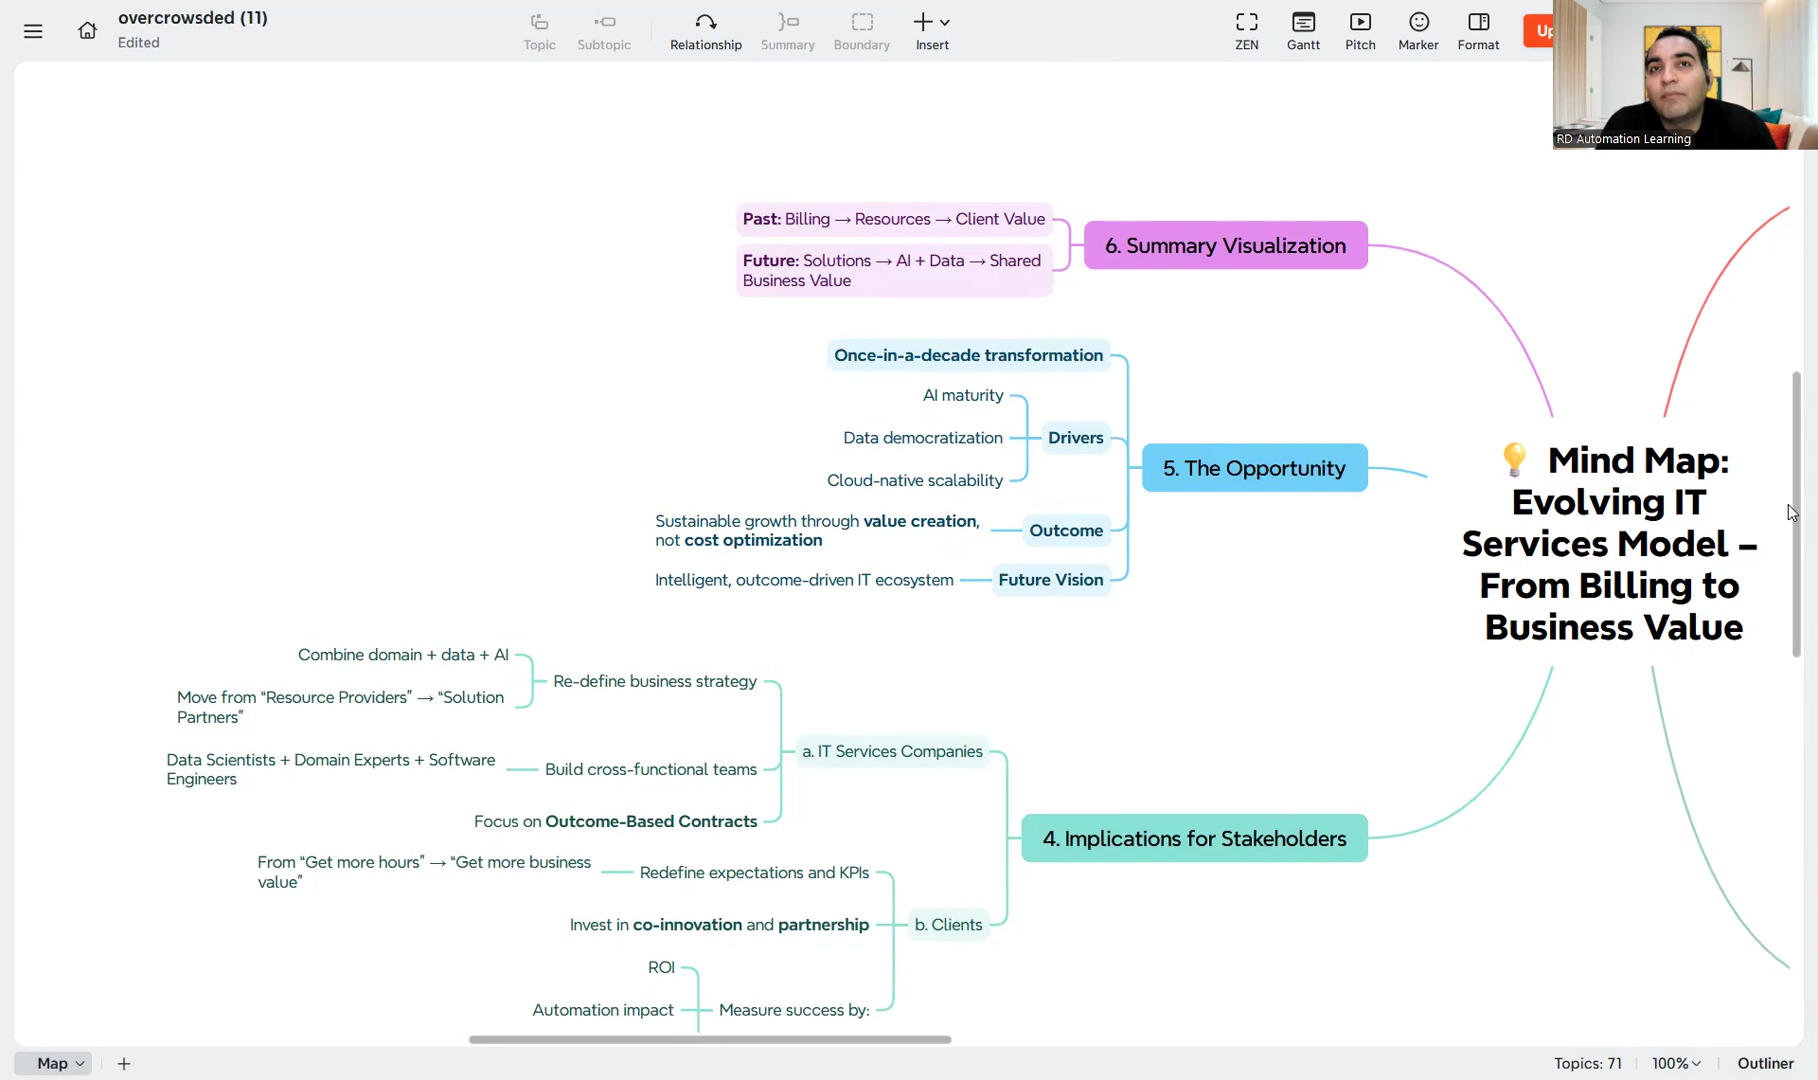 overcrowsded (11)
Edited
Topic
Subtopic
Relationship
Summary
Boundary
Insert
ZEN
Gantt
Pitch
Marker
Format
Up
RD Automation Learning
Past: Billing → Resources → Client Value
Future: Solutions → AI + Data → Shared
Business Value
6. Summary Visualization
Once-in-a-decade transformation
AI maturity
Data democratization
Cloud-native scalability
Drivers
Sustainable growth through value creation,
not cost optimization
Outcome
Intelligent, outcome-driven IT ecosystem
Future Vision
5. The Opportunity
Mind Map:
Evolving IT
Services Model –
From Billing to
Business Value
Combine domain + data + AI
Move from “Resource Providers” → “Solution
Partners”
Re-define business strategy
Data Scientists + Domain Experts + Software
Engineers
Build cross-functional teams
Focus on Outcome-Based Contracts
a. IT Services Companies
From “Get more hours” → “Get more business
value”
Redefine expectations and KPIs
Invest in co-innovation and partnership
b. Clients
ROI
Automation impact
Measure success by:
4. Implications for Stakeholders
Map
Topics: 71
100%
Outliner